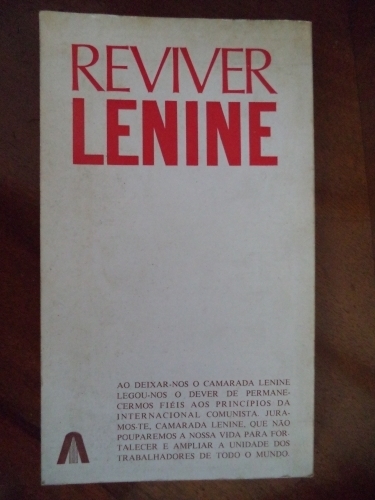 REVIVER
LENINE
AO DEIXAR-NOS O CAMARADA LENINE
LEGOU-NOS O DEVER DE PERMANE-
CERMOS FIÉIS AOS PRINCÍPIOS DA
INTERNACIONAL COMUNISTA. JURA-
MOS-TE, CAMARADA LENINE, QUE NÃO
POUPAREMOS A NOSSA VIDA PARA FOR-
TALECER E AMPLIAR A UNIDADE DOS
TRABALHADORES DE TODO O MUNDO.